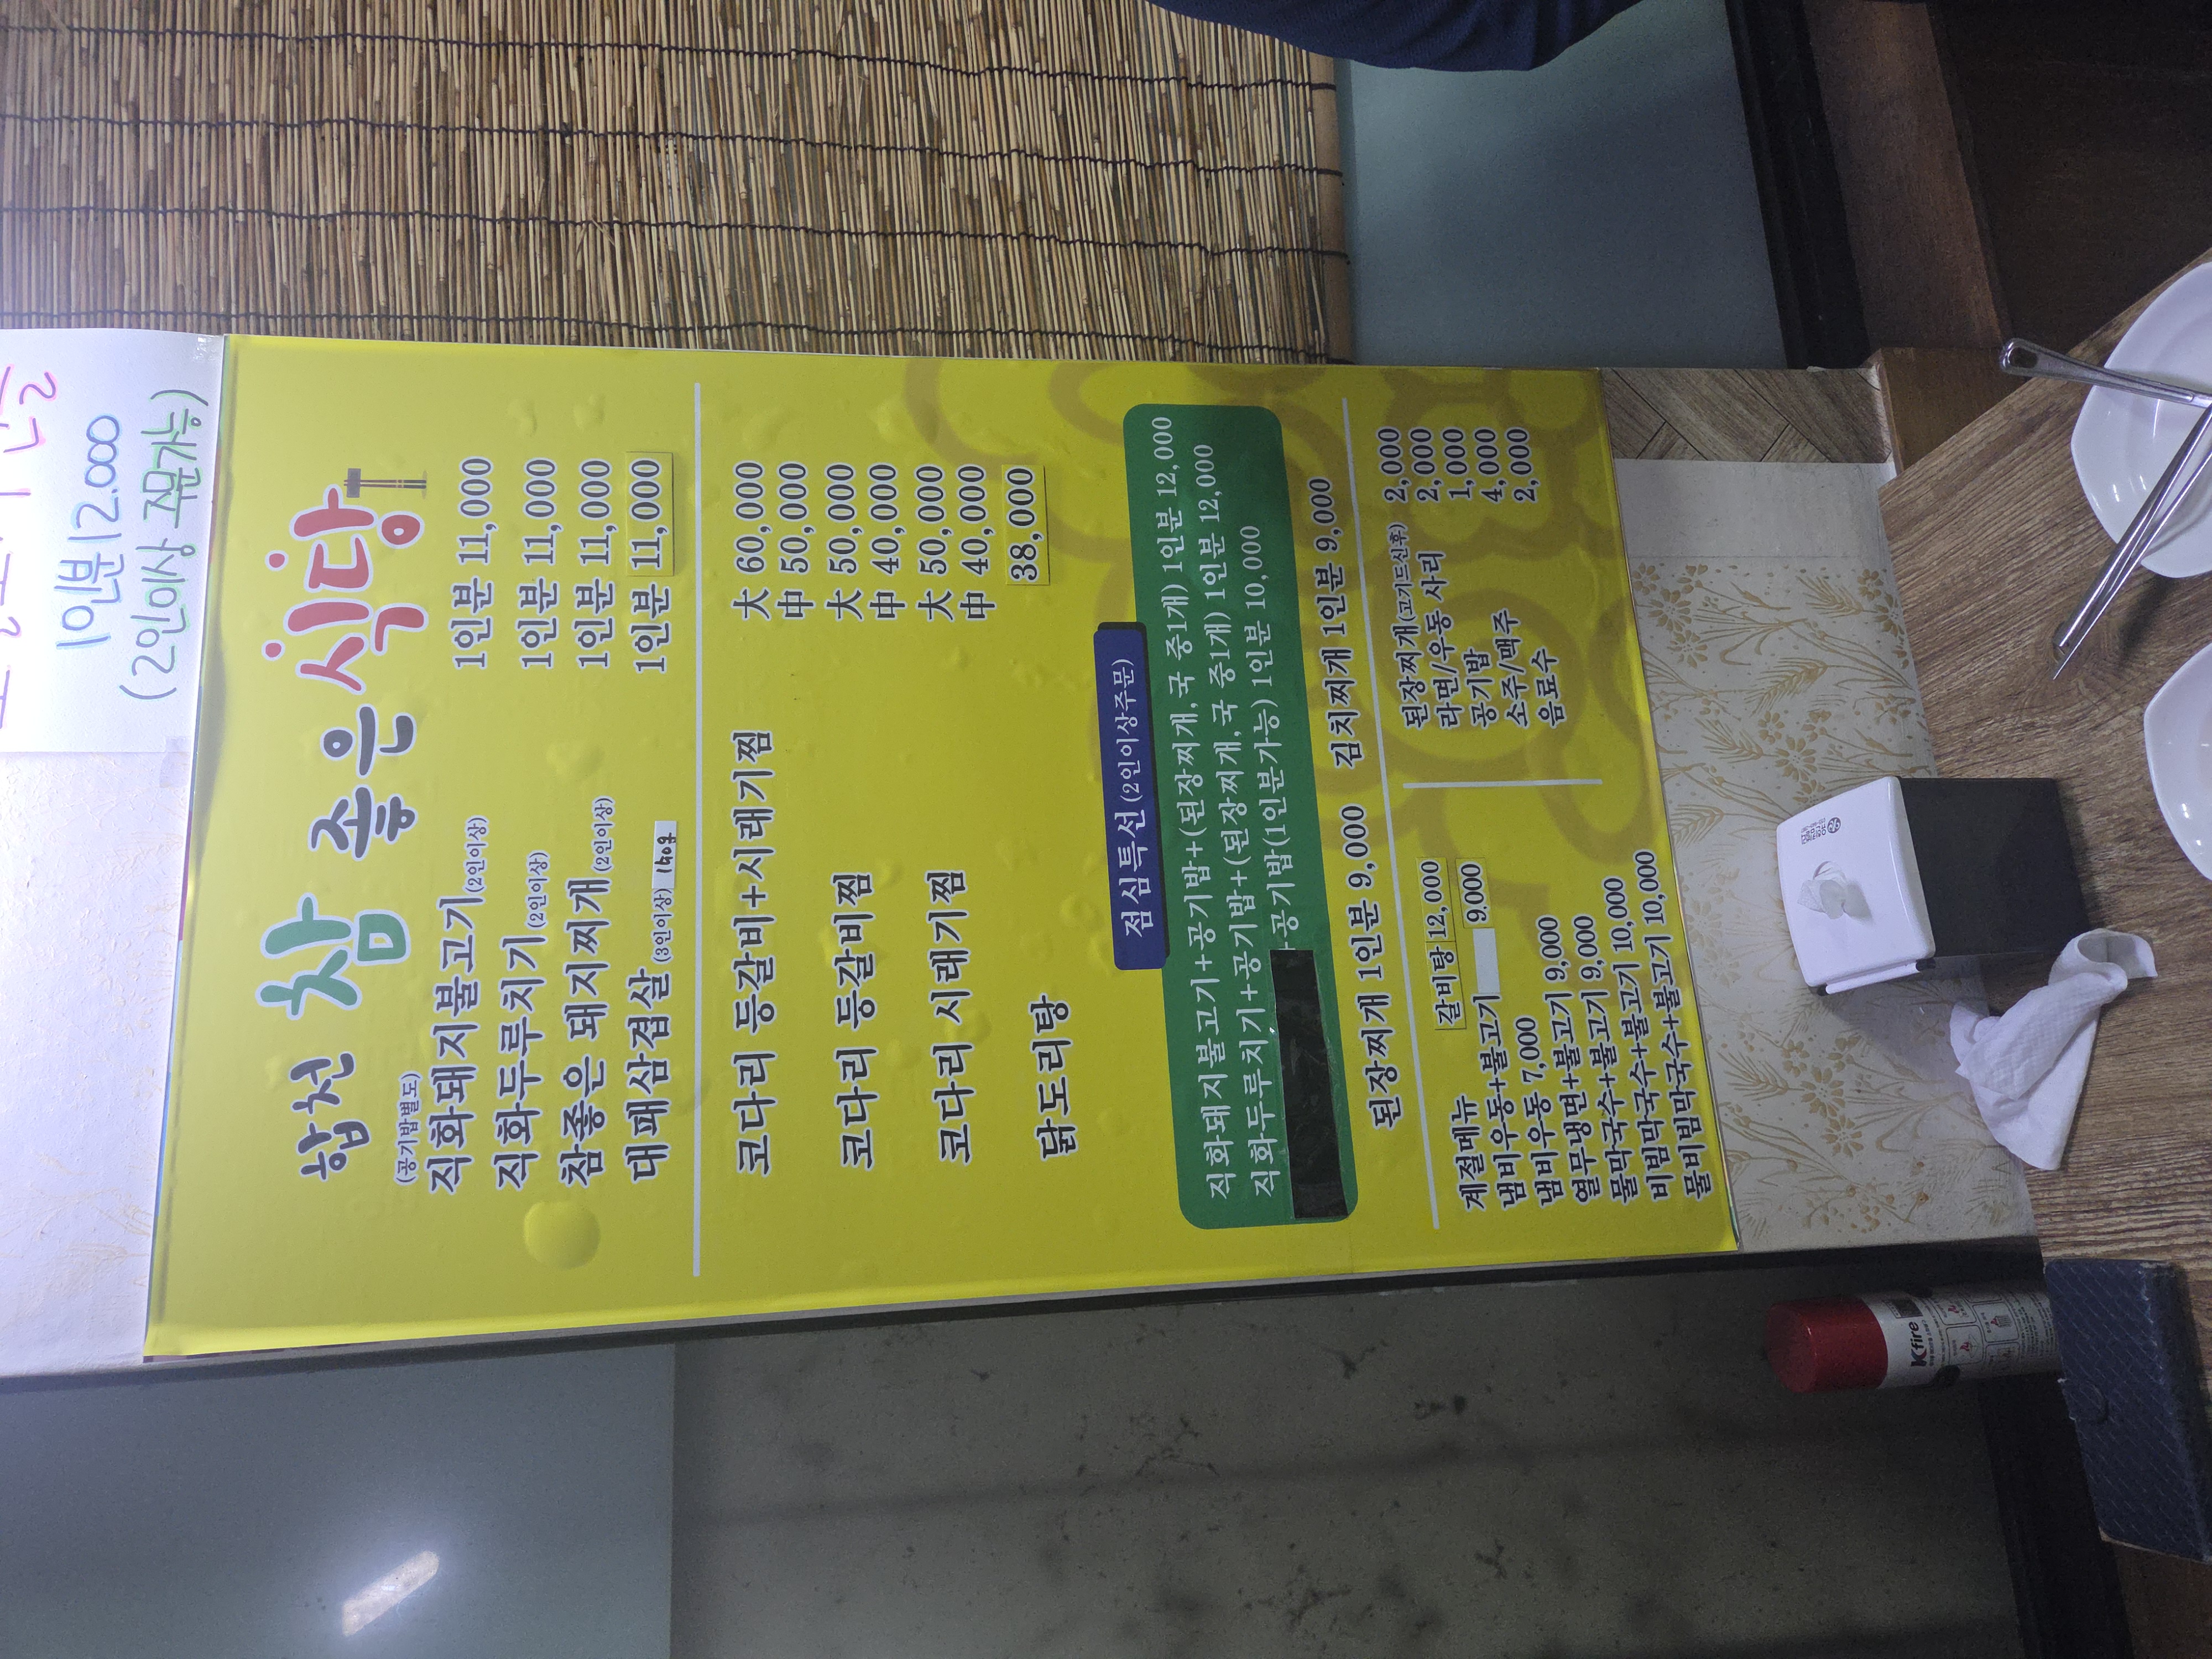 1인분 12.000
(2인이상 주문가능)
합천 참 좋은 식당
(공기밥별도)
직화돼지불고기(2인이상) 1인분 11,000
직화두루치기(2인이상) 1인분 11,000
참좋은 돼지찌개(2인이상) 1인분 11,000
대패삼겹살(3인이상) 140g 1인분 11,000
코다리 등갈비+시래기찜 大 60,000
中 50,000
코다리 등갈비찜 大 50,000
中 40,000
코다리 시래기찜 大 50,000
中 40,000
닭도리탕 38,000
점심특선(2인이상주문)
직화돼지불고기+공기밥+(된장찌개, 국 중1개) 1인분 12,000
직화두루치기+공기밥+(된장찌개, 국 중1개) 1인분 12,000
+공기밥(1인분가능) 1인분 10,000
된장찌개 1인분 9,000 김치찌개 1인분 9,000
갈비탕 12,000
계절메뉴
냄비우동+불고기 9,000
냄비우동 7,000
열무냉면+불고기 9,000
물막국수+불고기 9,000
비빔막국수+불고기 10,000
물비빔막국수+불고기 10,000
된장찌개(고기드신후) 2,000
라면/우동 사리 2,000
공기밥 1,000
소주/맥주 4,000
음료수 2,000
Kfire